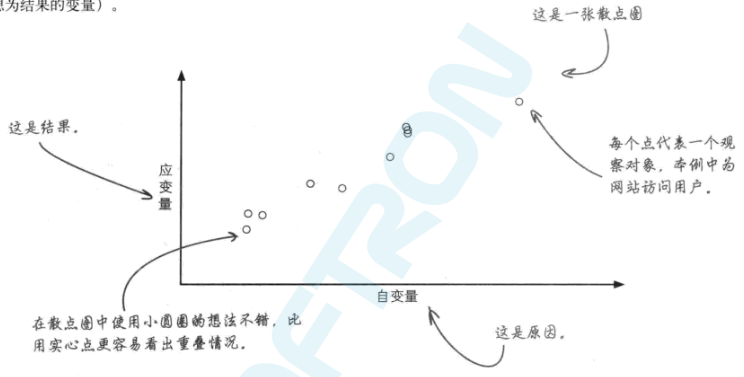 想为结果的变量）。
这是一张散点图
这是结果。
每个点代表一个观
察对象，本例中为
网站访问用户。
应
变
量
自变量
在散点图中使用小圆圈的想法不错，比
用实心点更容易看出重叠情况。
这是原因。
SOFTRON